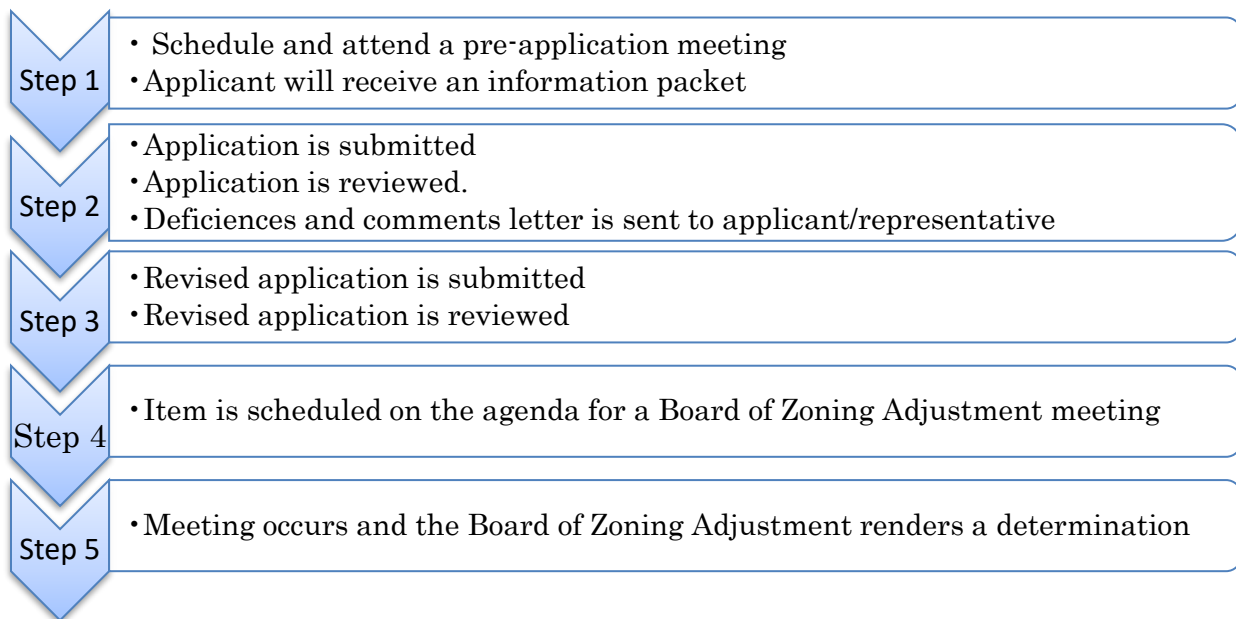 Step 1
• Schedule and attend a pre-application meeting
•Applicant will receive an information packet
Step 2
•Application is submitted
•Application is reviewed.
•Deficiences and comments letter is sent to applicant/representative
Step 3
•Revised application is submitted
•Revised application is reviewed
Step 4
•Item is scheduled on the agenda for a Board of Zoning Adjustment meeting
Step 5
•Meeting occurs and the Board of Zoning Adjustment renders a determination